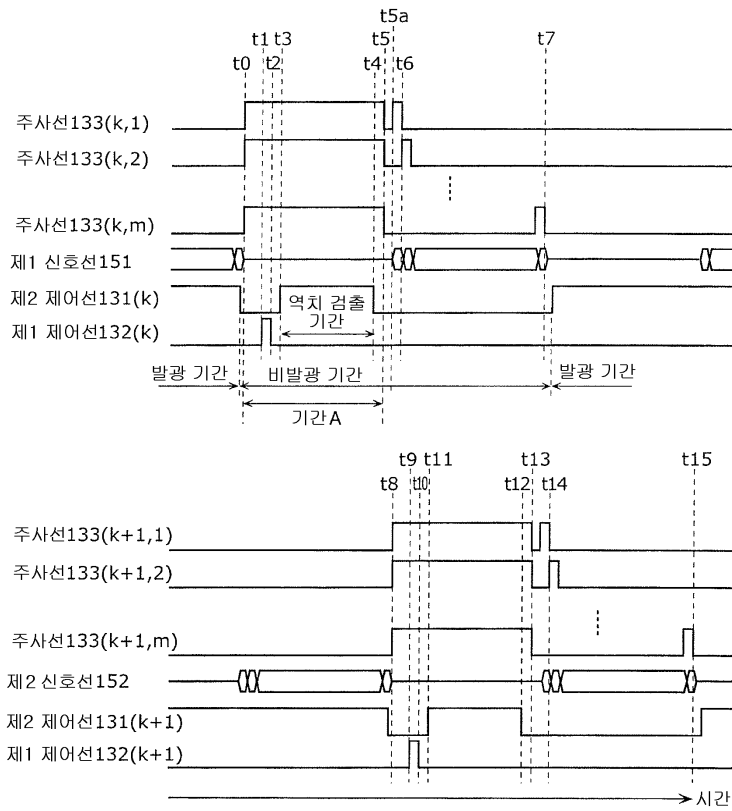 t5a
t1 t3 t5 t7
t0 t2 t4 t6
주사선133(k,1)
주사선133(k,2)
주사선133(k,m)
제1 신호선151
제2 제어선131(k)
역치 검출
기간
제1 제어선132(k)
발광 기간 비발광 기간 발광 기간
기간A
t9 t11 t13 t15
t8 t10 t12 t14
주사선133(k+1,1)
주사선133(k+1,2)
주사선133(k+1,m)
제2 신호선152
제2 제어선131(k+1)
제1 제어선132(k+1)
시간